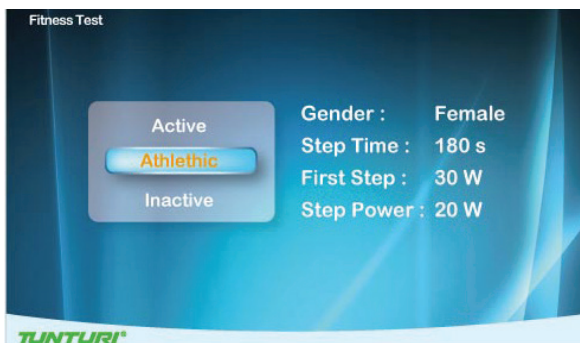 Fitness Test
Active
Athlethic
Inactive
Gender : Female
Step Time : 180 s
First Step : 30 W
Step Power : 20 W
TUNTURI®